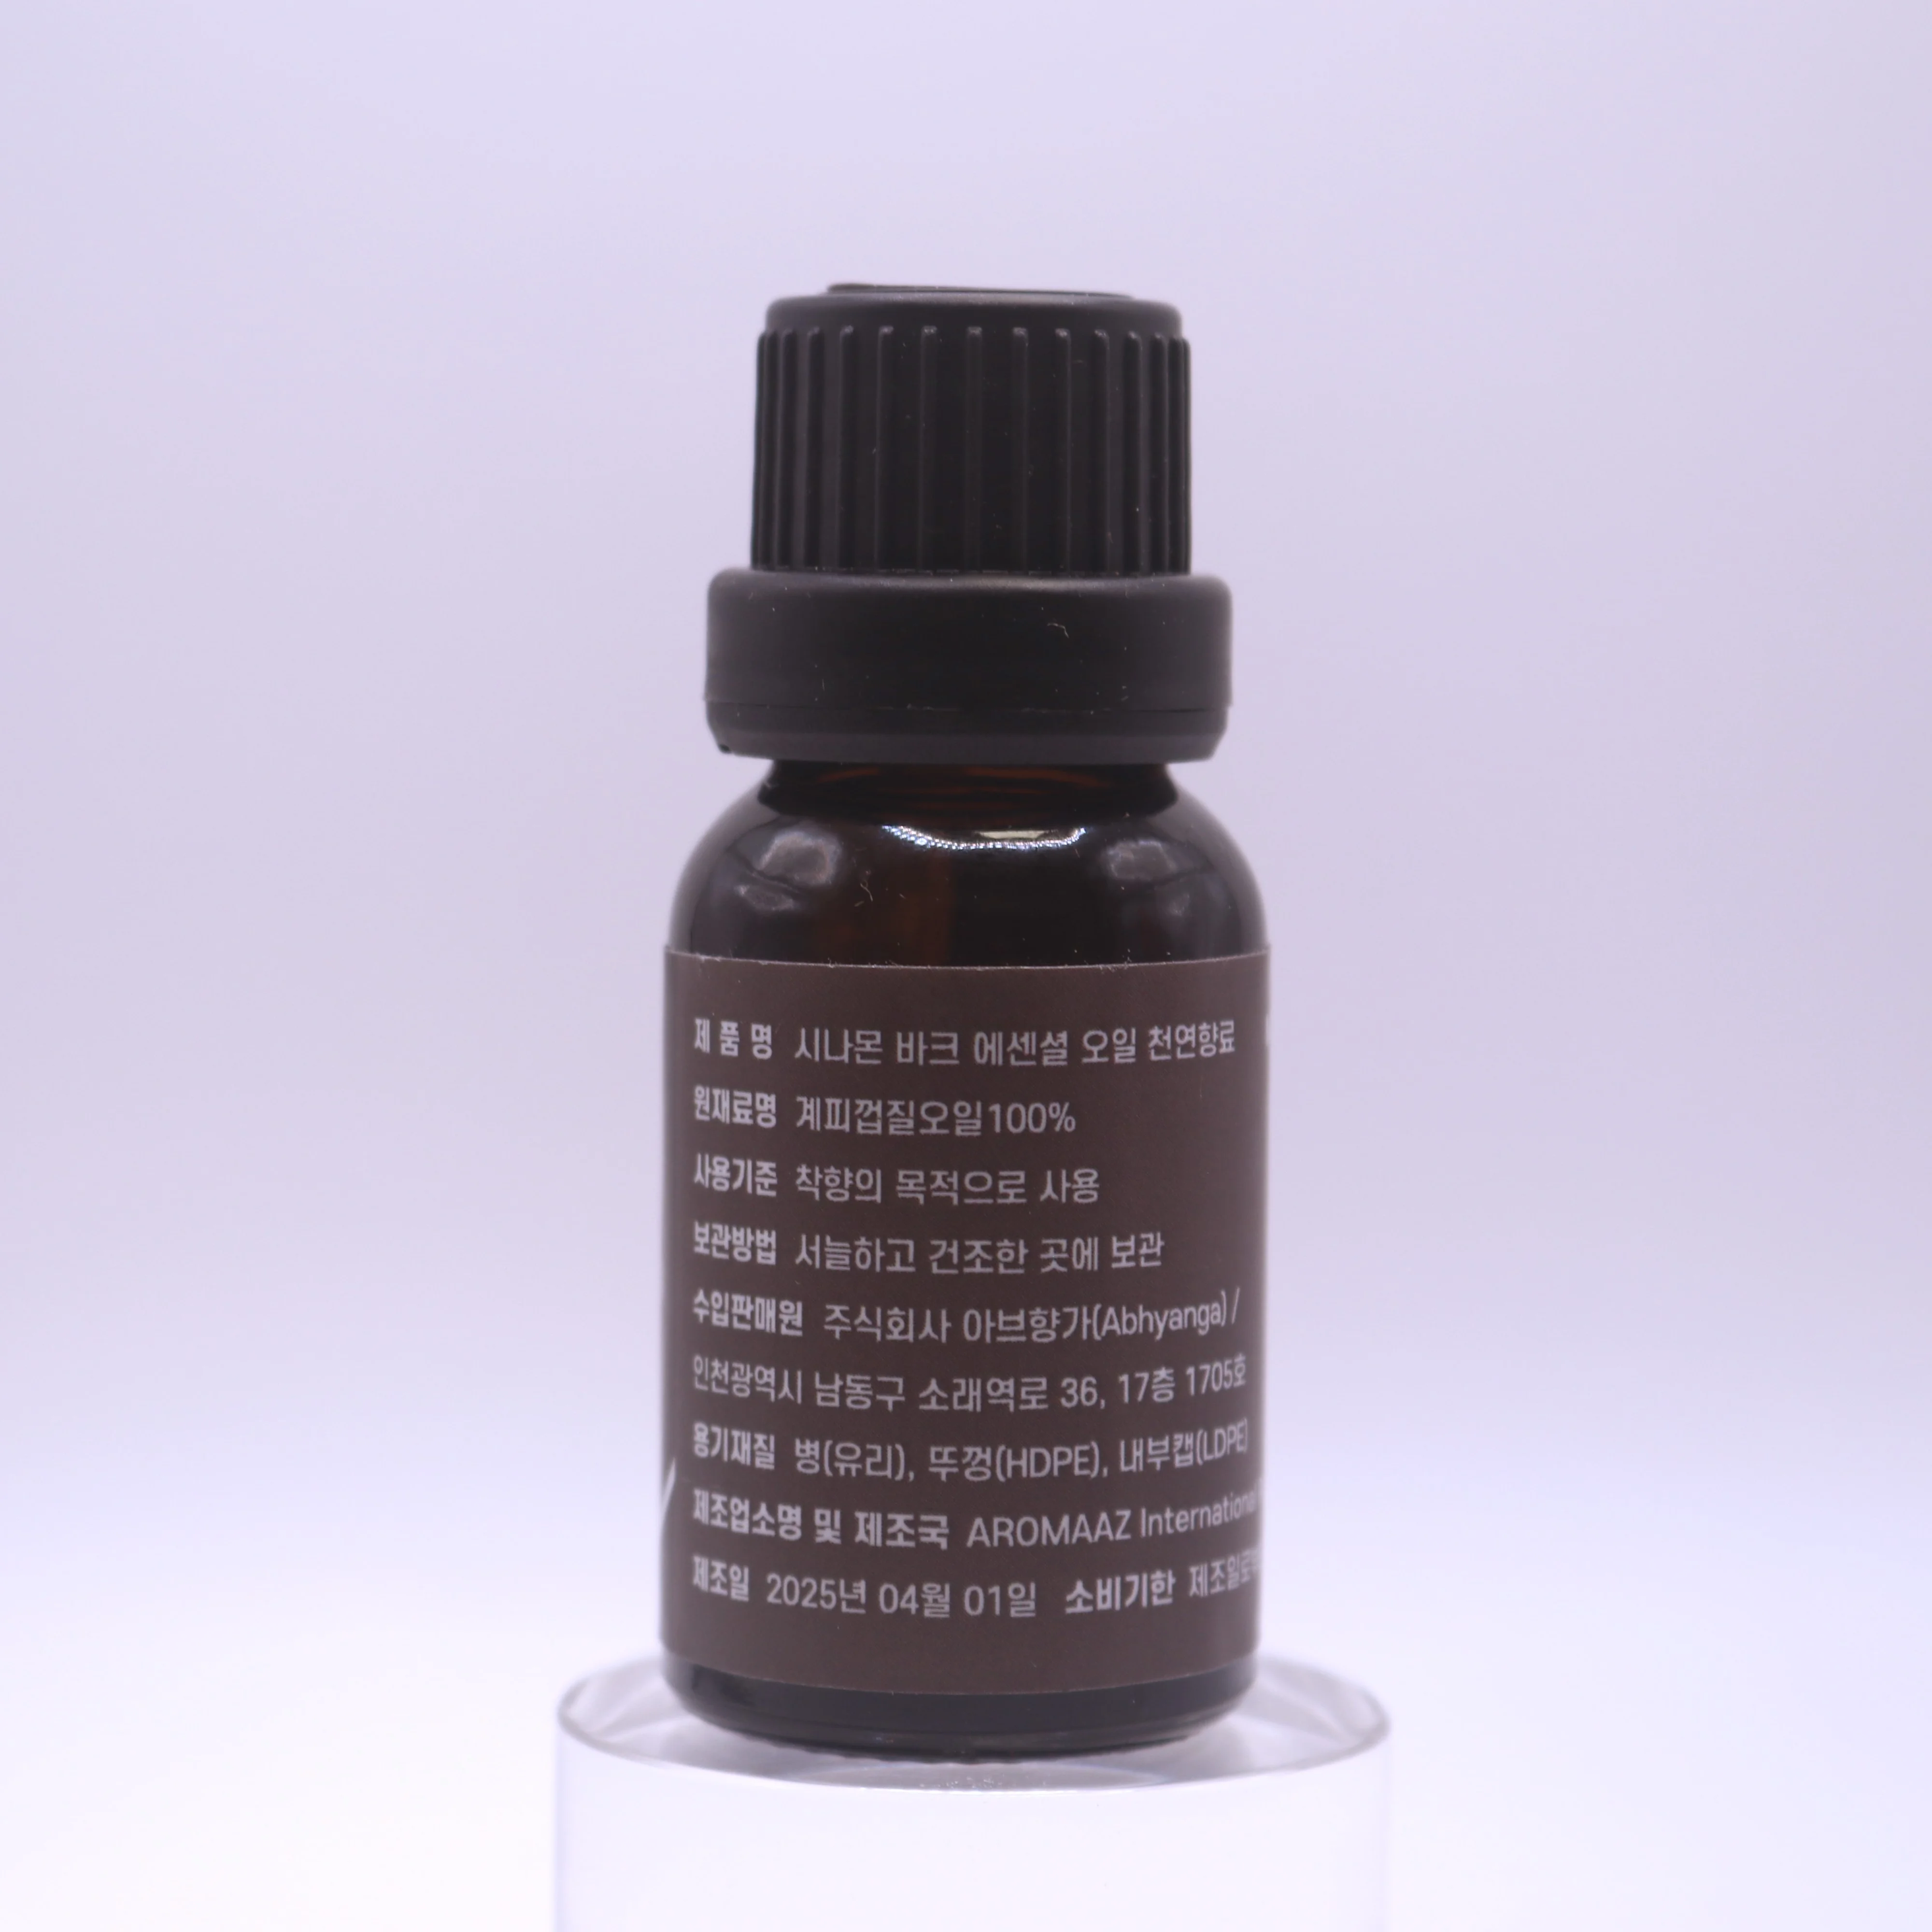 제 품 명 시나몬 바크 에센셜 오일 천연향료
원재료명 계피껍질오일100%
사용기준 착향의 목적으로 사용
보관방법 서늘하고 건조한 곳에 보관
수입판매원 주식회사 아브향가(Abhyanga) /
인천광역시 남동구 소래역로 36, 17층 1705호
용기재질 병(유리), 뚜껑(HDPE), 내부캡(LDPE)
제조업소명 및 제조국 AROMAAZ International
제조일 2025년 04월 01일 소비기한 제조일로부